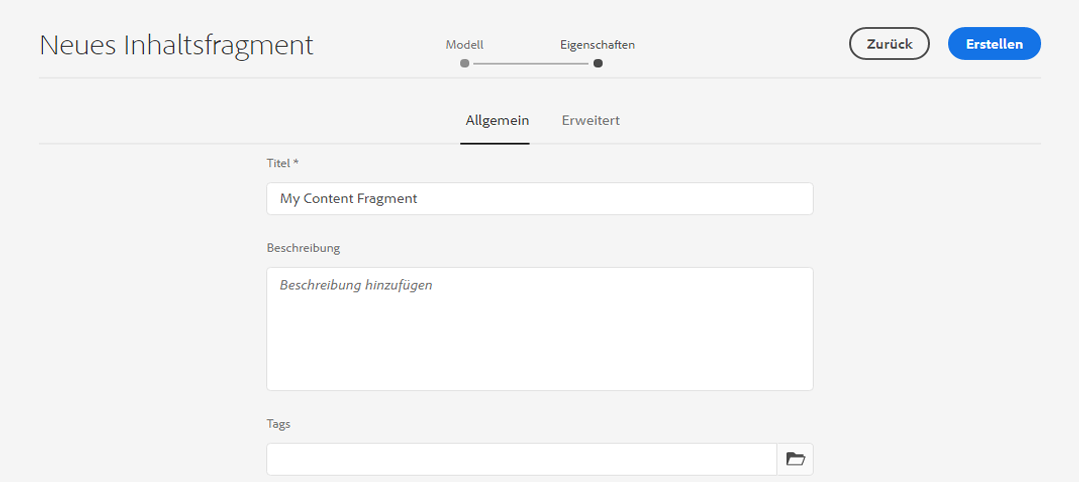 Neues Inhaltsfragment
Modell
Eigenschaften
Zurück
Erstellen
Allgemein
Erweitert
Titel *
My Content Fragment
Beschreibung
Beschreibung hinzufügen
Tags